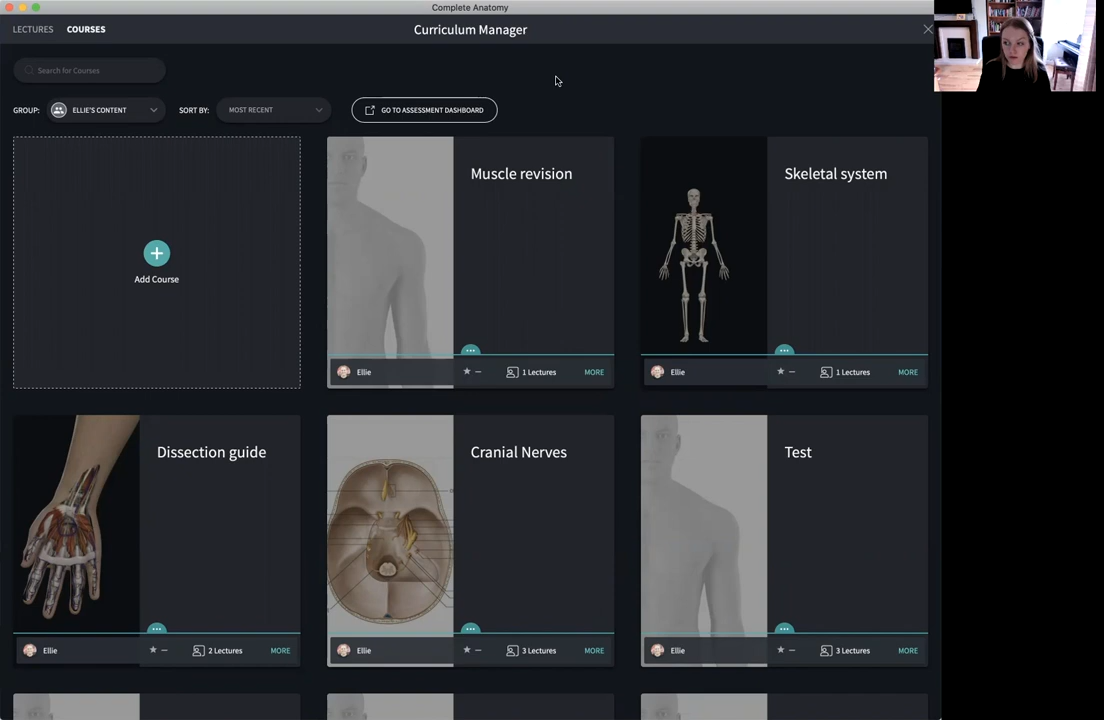 Complete Anatomy
LECTURES
COURSES
Curriculum Manager
Search for Courses
GROUP:
ELLIE'S CONTENT
SORT BY:
MOST RECENT
GO TO ASSESSMENT DASHBOARD
Add Course
Muscle revision
Ellie
1 Lectures
MORE
Skeletal system
Ellie
1 Lectures
MORE
Dissection guide
Ellie
2 Lectures
MORE
Cranial Nerves
Ellie
3 Lectures
MORE
Test
Ellie
3 Lectures
MORE